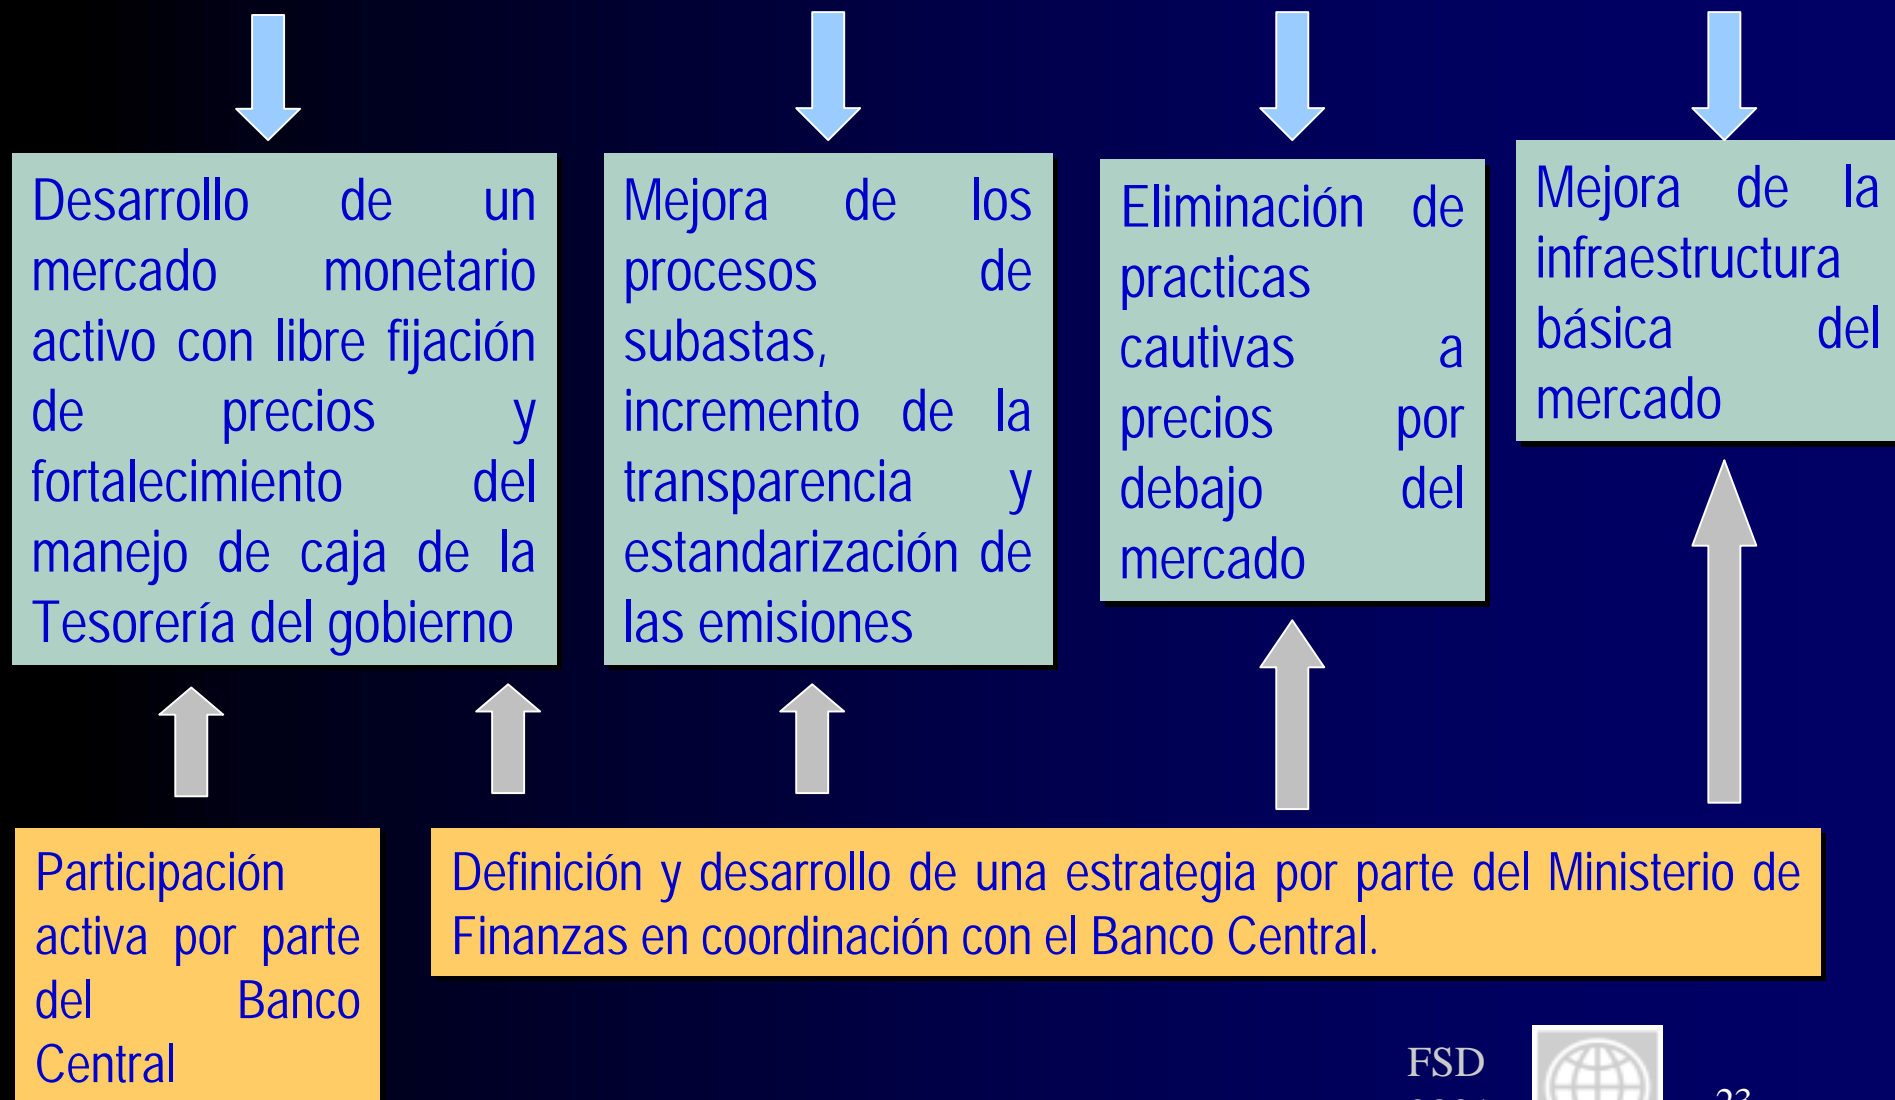 Desarrollo de un
mercado monetario
activo con libre fijación
de precios y
fortalecimiento del
manejo de caja de la
Tesorería del gobierno
Mejora de los
procesos de
subastas,
incremento de la
transparencia y
estandarización de
las emisiones
Eliminación de
practicas
cautivas a
precios por
debajo del
mercado
Mejora de la
infraestructura
básica del
mercado
Participación
activa por parte
del Banco
Central
Definición y desarrollo de una estrategia por parte del Ministerio de
Finanzas en coordinación con el Banco Central.
FSD
23